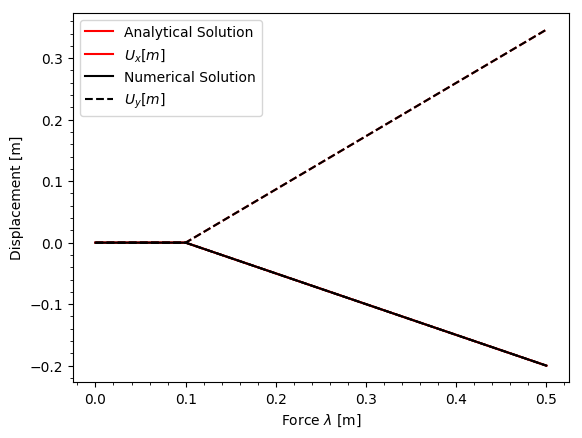 Analytical Solution
U_x[m]
Numerical Solution
U_y[m]
Displacement [m]
0.3
0.2
0.1
0.0
−0.1
−0.2
0.0 0.1 0.2 0.3 0.4 0.5
Force λ [m]